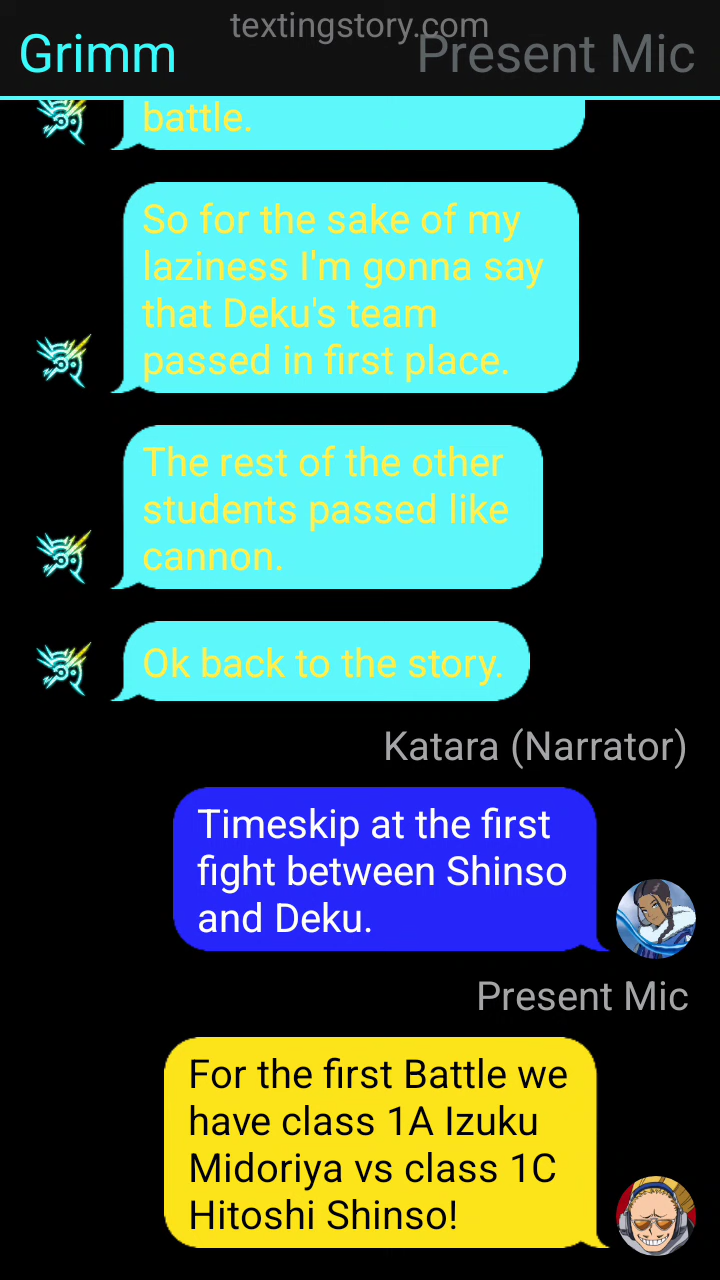 textingstory.com
Grimm
Present Mic
battle.
So for the sake of my
laziness I'm gonna say
that Deku's team
passed in first place.
The rest of the other
students passed like
cannon.
Ok back to the story.
Katara (Narrator)
Timeskip at the first
fight between Shinso
and Deku.
Present Mic
For the first Battle we
have class 1A Izuku
Midoriya vs class 1C
Hitoshi Shinso!